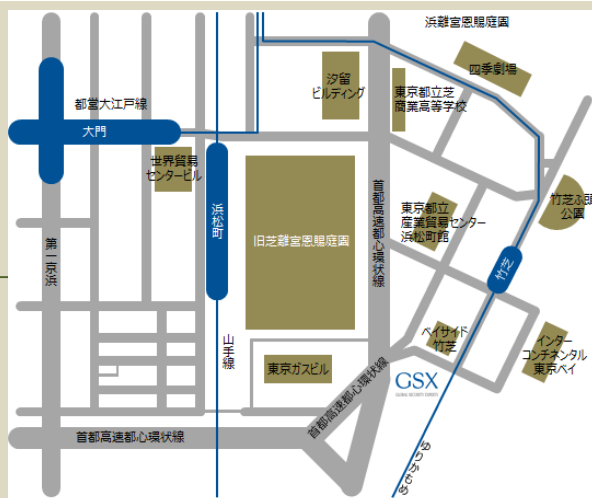 浜離宮恩賜庭園
四季劇場
汐留
ビルディング
東京都立芝
商業高等学校
都営大江戸線
大門
世界貿易
センタービル
浜松町
旧芝離宮恩賜庭園
首都高速都心環状線
東京都立
産業貿易センター
浜松町館
竹芝ふ頭
公園
第一京浜
竹芝
山手線
ベイサイド
竹芝
インター
コンチネンタル
東京ベイ
東京ガスビル
首都高速都心環状線
GSX
GLOBAL SECURITY EXPERTS
首都高速都心環状線
ゆりかもめ